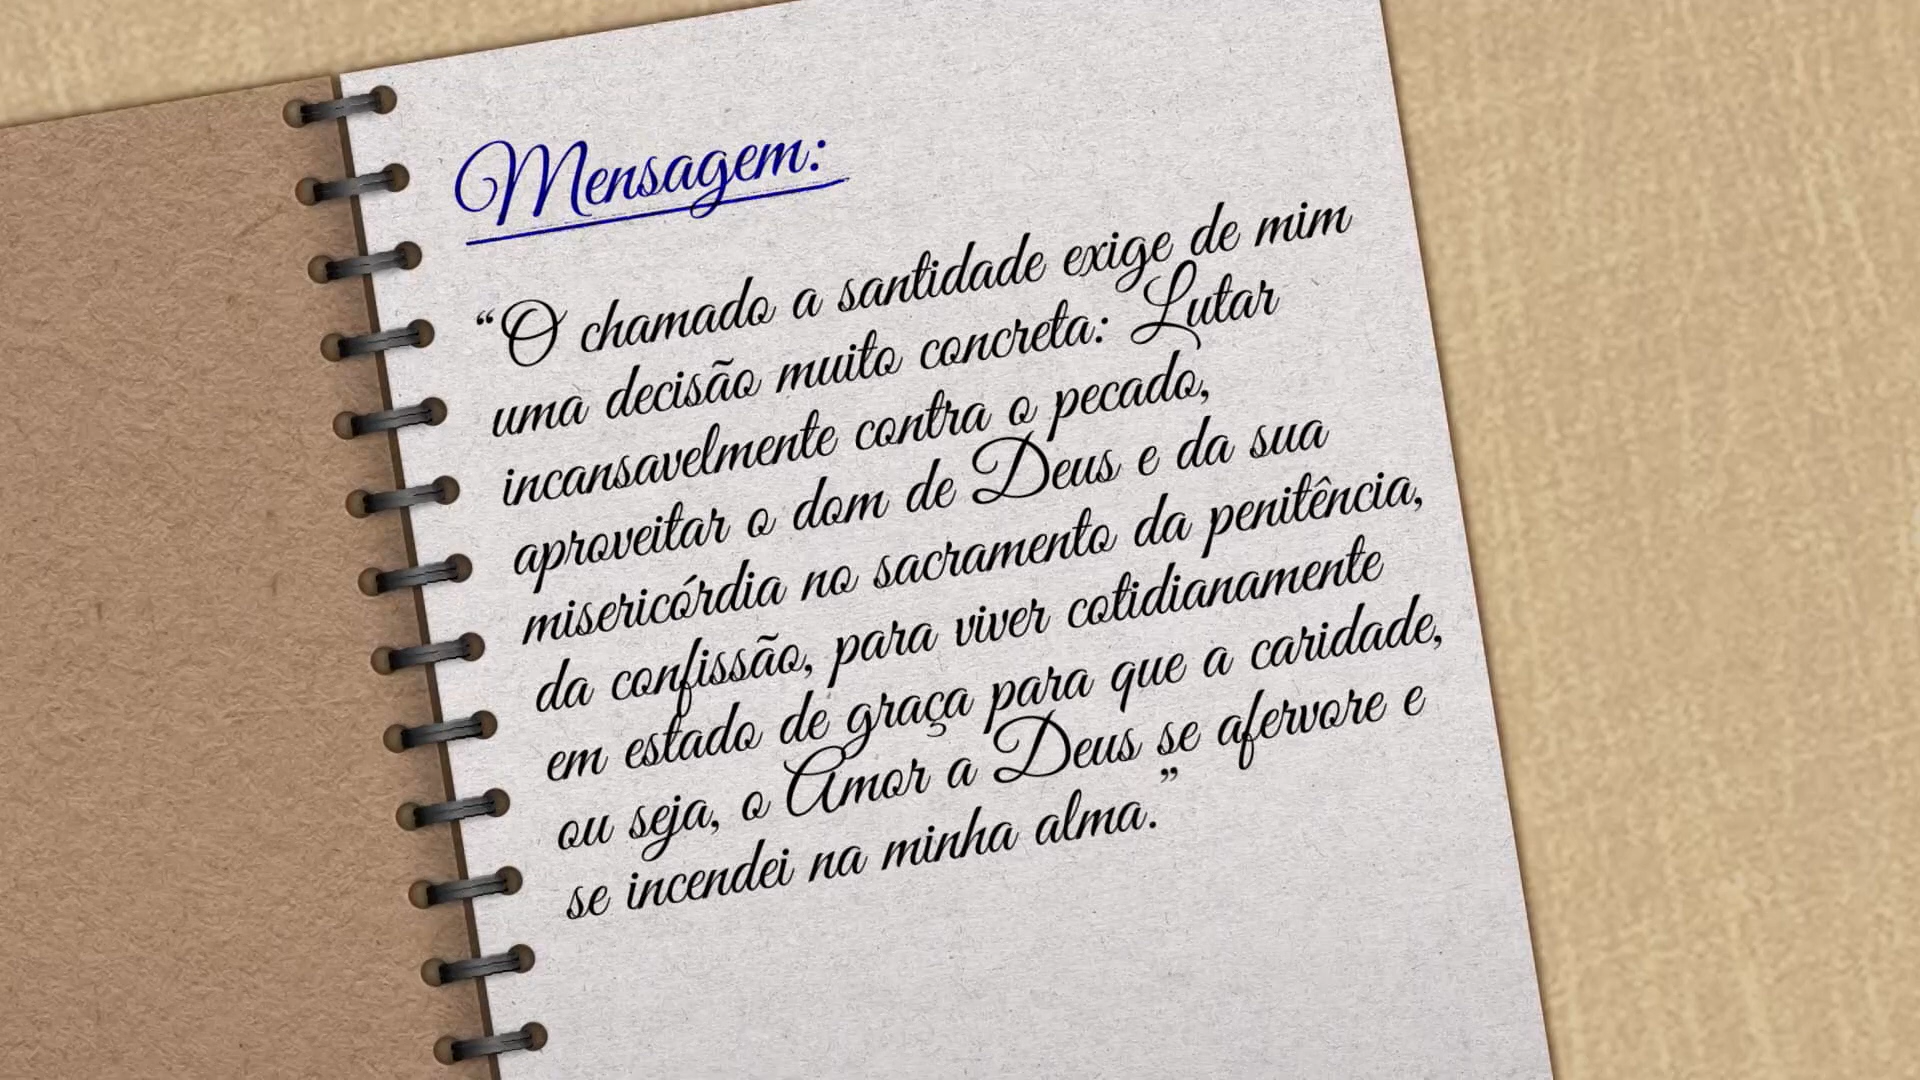 Mensagem:
“O chamado a santidade exige de mim
uma decisão muito concreta: Lutar
incansavelmente contra o pecado,
aproveitar o dom de Deus e da sua
misericórdia no sacramento da penitência,
da confissão, para viver cotidianamente
em estado de graça para que a caridade,
ou seja, o Amor a Deus se afervore e
se incendei na minha alma.”